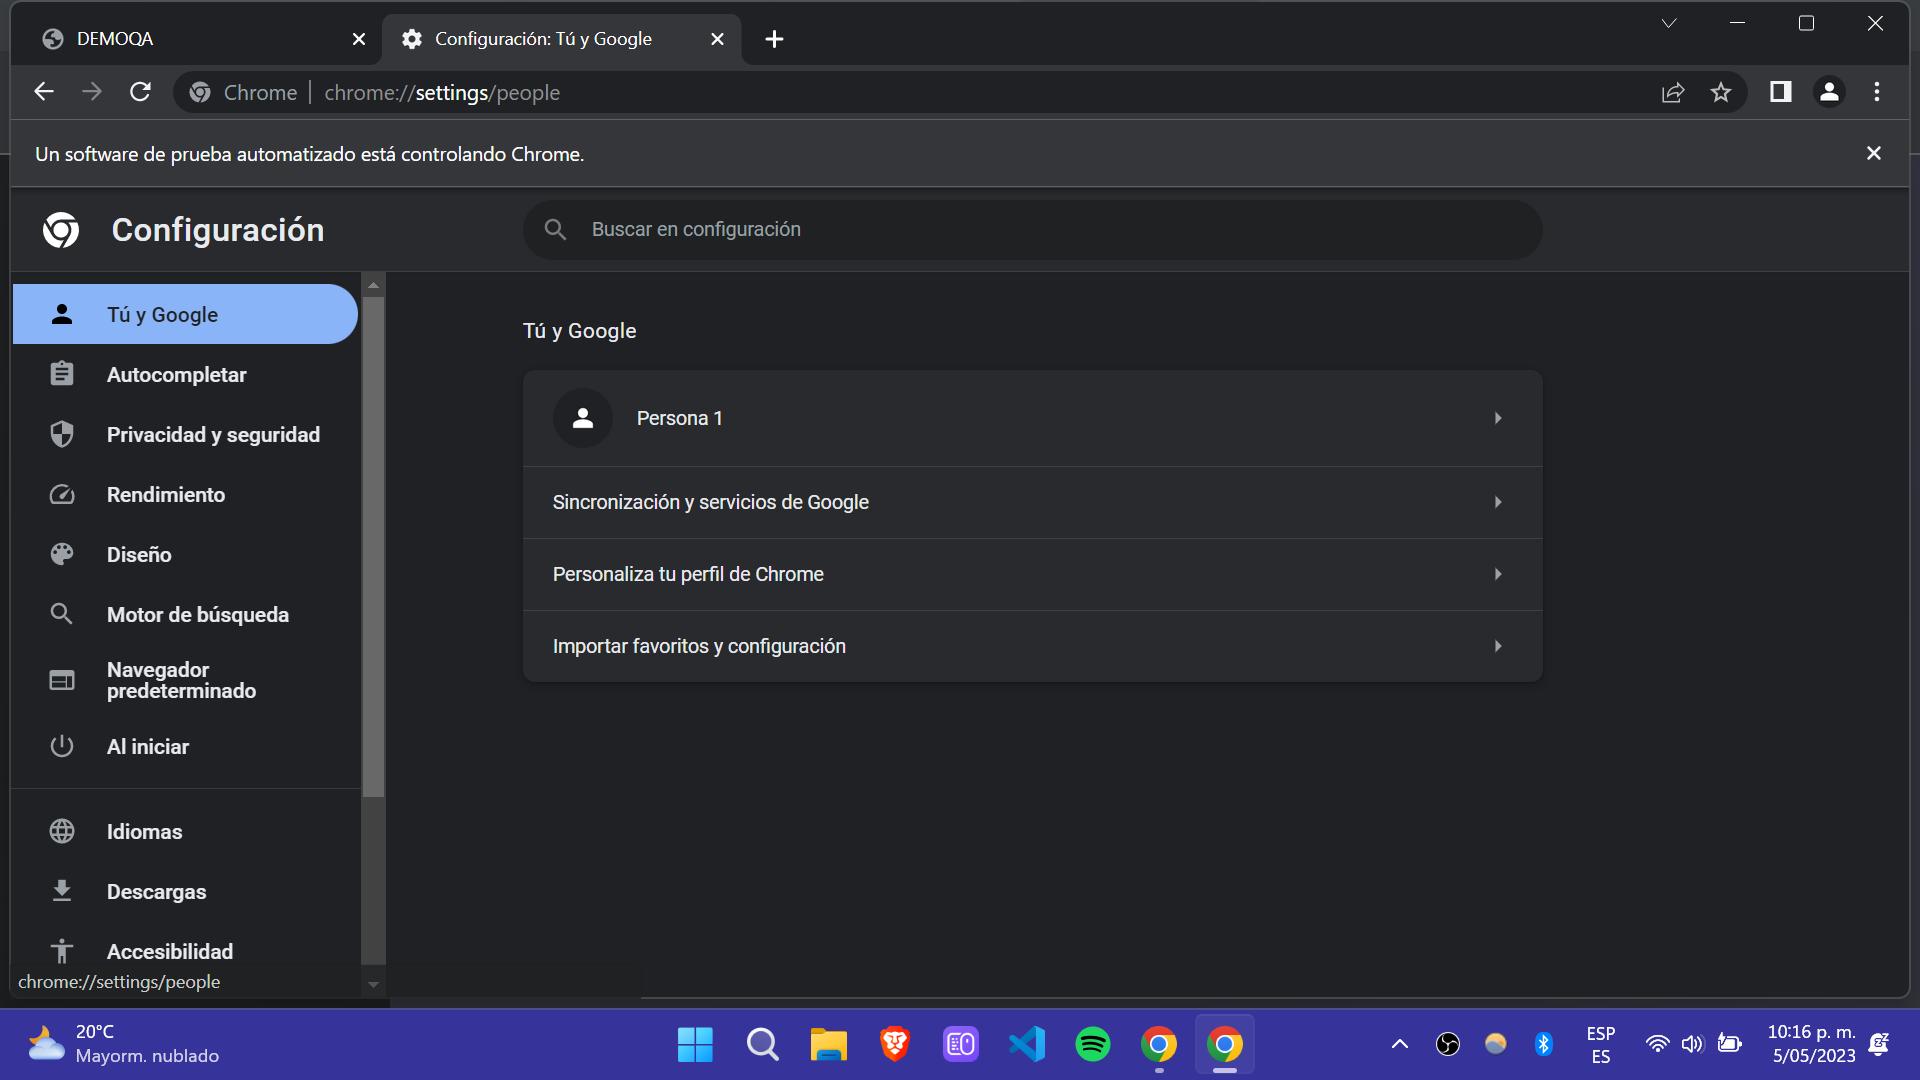 DEMOQA
Configuración: Tú y Google
Chrome
chrome://settings/people
Un software de prueba automatizado está controlando Chrome.
Configuración
Buscar en configuración
Tú y Google
Autocompletar
Privacidad y seguridad
Rendimiento
Diseño
Motor de búsqueda
Navegador
predeterminado
Al iniciar
Idiomas
Descargas
Accesibilidad
chrome://settings/people
Tú y Google
Persona 1
Sincronización y servicios de Google
Personaliza tu perfil de Chrome
Importar favoritos y configuración
20°C
Mayorm. nublado
ESP
ES
10:16 p. m.
5/05/2023